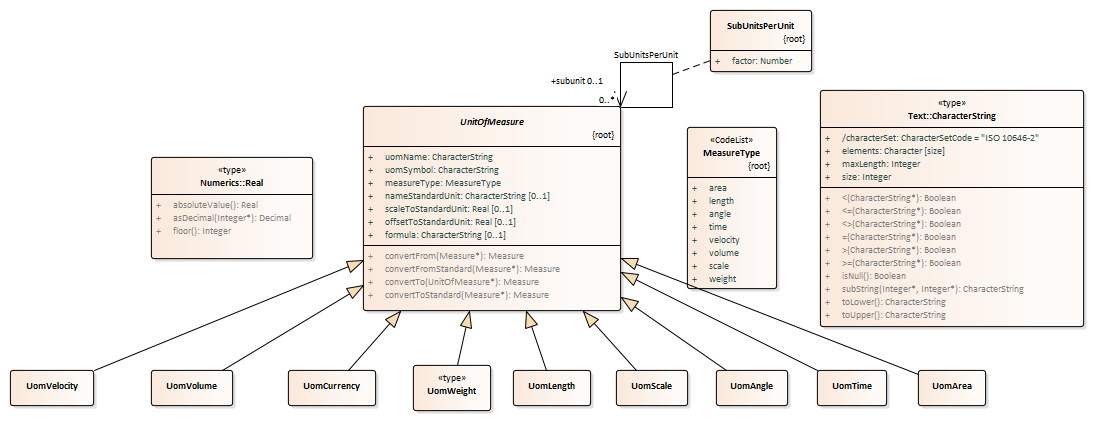 SubUnitsPerUnit
{root}
+ factor: Number
SubUnitsPerUnit
+subunit 0..1
0..*
UnitOfMeasure
{root}
+ uomName: CharacterString
+ uomSymbol: CharacterString
+ measureType: MeasureType
+ nameStandardUnit: CharacterString [0..1]
+ scaleToStandardUnit: Real [0..1]
+ offsetToStandardUnit: Real [0..1]
+ formula: CharacterString [0..1]
+ convertFrom(Measure*): Measure
+ convertFromStandard(Measure*): Measure
+ convertTo(UnitOfMeasure*): Measure
+ convertToStandard(Measure*): Measure
«type»
Numerics::Real
+ absoluteValue(): Real
+ asDecimal(Integer*): Decimal
+ floor(): Integer
«CodeList»
MeasureType
{root}
+ area
+ length
+ angle
+ time
+ velocity
+ volume
+ scale
+ weight
«type»
Text::CharacterString
+ /characterSet: CharacterSetCode = "ISO 10646-2"
+ elements: Character [size]
+ maxLength: Integer
+ size: Integer
+ <(CharacterString*): Boolean
+ <=(CharacterString*): Boolean
+ <>(CharacterString*): Boolean
+ =(CharacterString*): Boolean
+ >(CharacterString*): Boolean
+ >=(CharacterString*): Boolean
+ isNull(): Boolean
+ subString(Integer*, Integer*): CharacterString
+ toLower(): CharacterString
+ toUpper(): CharacterString
UomVelocity
UomVolume
UomCurrency
«type»
UomWeight
UomLength
UomScale
UomAngle
UomTime
UomArea